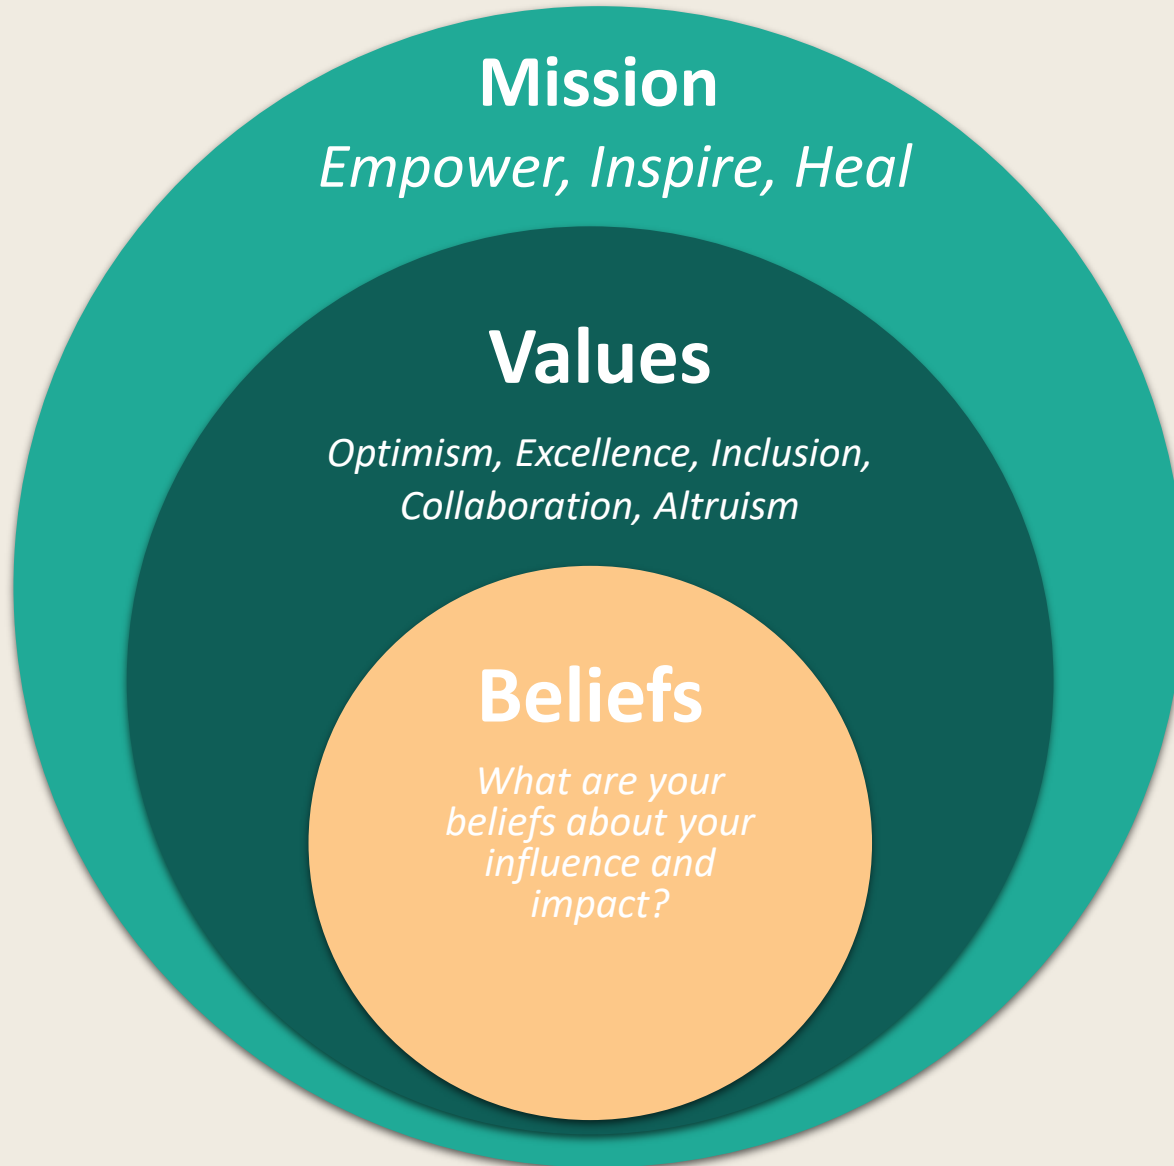 Mission
Empower, Inspire, Heal
Values
Optimism, Excellence, Inclusion,
Collaboration, Altruism
Beliefs
What are your
beliefs about your
influence and
impact?